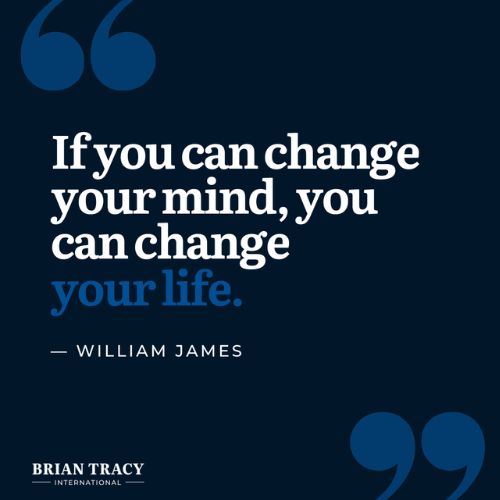 If you can change
your mind, you
can change
your life.
— WILLIAM JAMES
BRIAN TRACY
INTERNATIONAL